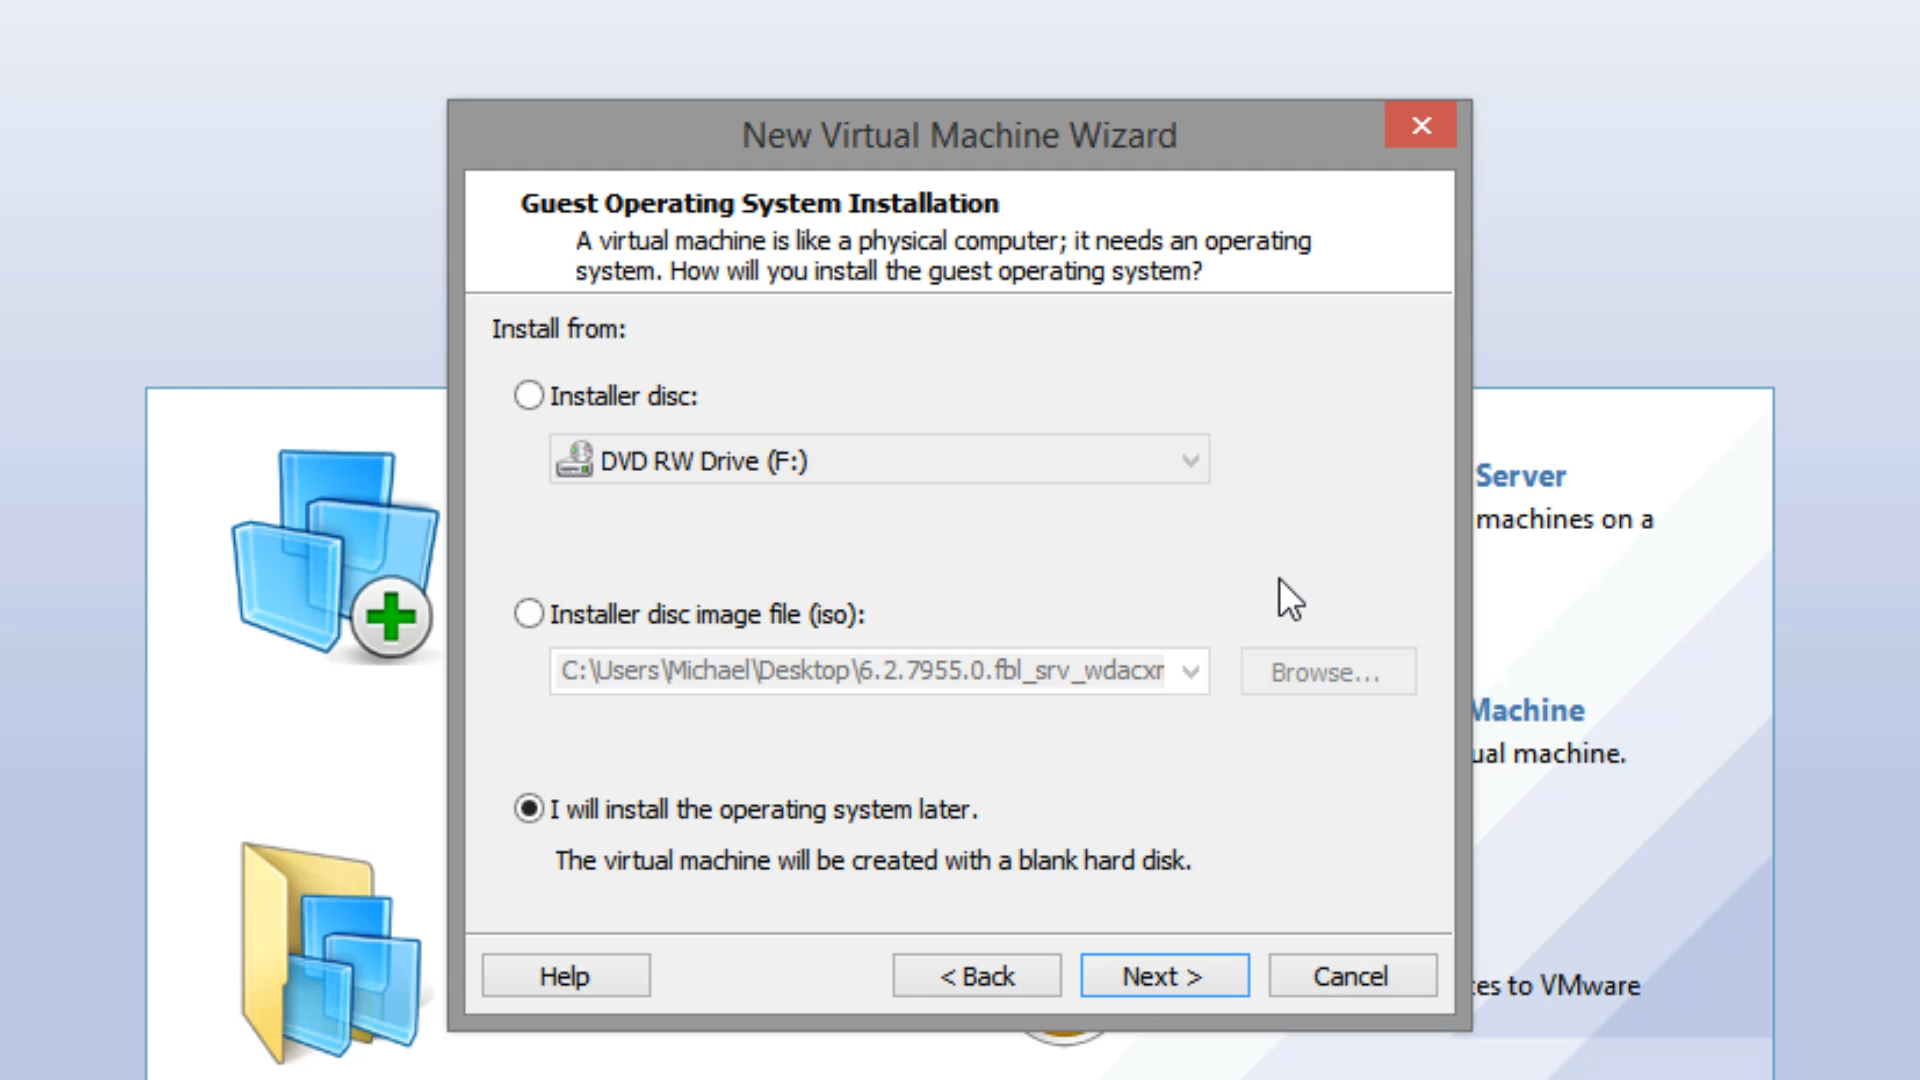 New Virtual Machine Wizard
Guest Operating System Installation
A virtual machine is like a physical computer; it needs an operating
system. How will you install the guest operating system?
Install from:
Installer disc:
DVD RW Drive (F:)
Installer disc image file (iso):
C:\Users\Michael\Desktop\6.2.7955.0.fbl_srv_wdacxr
Browse...
I will install the operating system later.
The virtual machine will be created with a blank hard disk.
Help
< Back
Next >
Cancel
Server
machines on a
Machine
machine.
to VMware